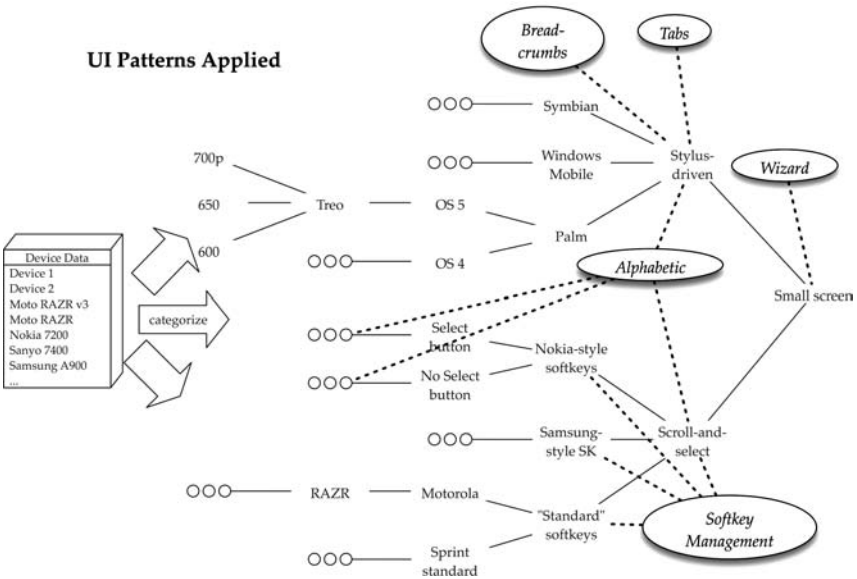 UI Patterns Applied
Bread-
crumbs
Tabs
Symbian
700p
Windows
Mobile
Stylus-
driven
Wizard
650
Treo
OS 5
Palm
600
OS 4
Alphabetic
Device Data
Device 1
Device 2
Moto RAZR v3
Moto RAZR
Nokia 7200
Sanyo 7400
Samsung A900
...
categorize
Small screen
Select
button
Nokia-style
softkeys
No Select
button
Samsung-
style SK
Scroll-and-
select
RAZR
Motorola
"Standard"
softkeys
Softkey
Management
Sprint
standard